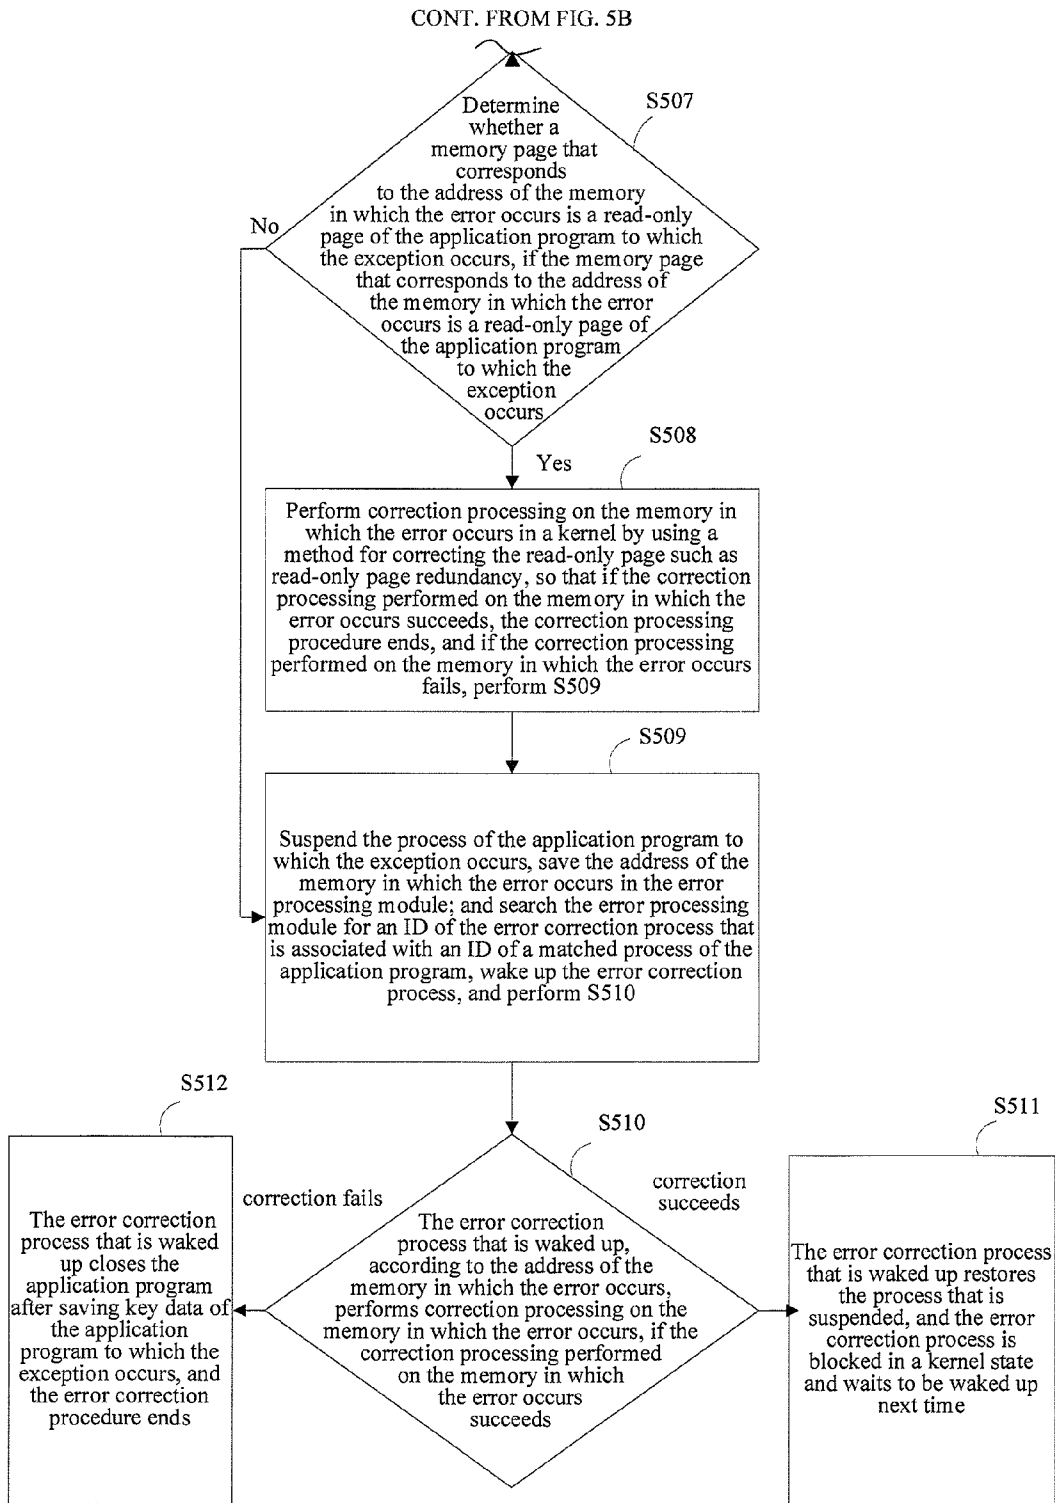 CONT. FROM FIG. 5B
S507
Determine
whether a
memory page that
corresponds
to the address of the memory
in which the error occurs is a read-only
page of the application program to which
the exception occurs, if the memory page
that corresponds to the address of
the memory in which the error
occurs is a read-only page of
the application program
to which the
exception
occurs
No
Yes
S508
Perform correction processing on the memory in
which the error occurs in a kernel by using a
method for correcting the read-only page such as
read-only page redundancy, so that if the correction
processing performed on the memory in which the
error occurs succeeds, the correction processing
procedure ends, and if the correction processing
performed on the memory in which the error occurs
fails, perform S509
S509
Suspend the process of the application program to
which the exception occurs, save the address of the
memory in which the error occurs in the error
processing module; and search the error processing
module for an ID of the error correction process that
is associated with an ID of a matched process of the
application program, wake up the error correction
process, and perform S510
S512
S510
S511
correction fails
correction
succeeds
The error correction
process that is waked
up closes the
application program
after saving key data of
the application
program to which the
exception occurs, and
the error correction
procedure ends
The error correction
process that is waked up,
according to the address of the
memory in which the error occurs,
performs correction processing on the
memory in which the error occurs, if the
correction processing performed
on the memory in which
the error occurs
succeeds
The error correction process
that is waked up restores
the process that is
suspended, and the error
correction process is
blocked in a kernel state
and waits to be waked up
next time